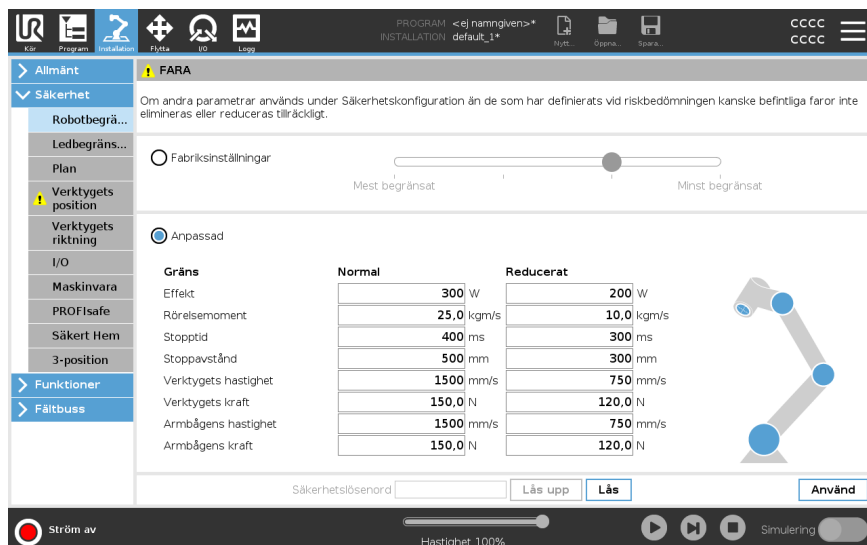 UR
PROGRAM <ej namngiven>*
INSTALLATION default_1*
cccc
cccc
Kör
Program
Installation
Flytta
I/O
Logg
Nytt...
Öppna...
Spara...
Allmänt
Säkerhet
Robotbegrä...
Ledbegräns...
Plan
Verktygets
position
Verktygets
riktning
I/O
Maskinvara
PROFIsafe
Säkert Hem
3-position
Funktioner
Fältbuss
FARA
Om andra parametrar används under Säkerhetskonfiguration än de som har definierats vid riskbedömningen kanske befintliga faror inte
elimineras eller reduceras tillräckligt.
Fabriksinställningar
Mest begränsat
Minst begränsat
Anpassad
Gräns Normal Reducerat
Effekt 300 W 200 W
Rörelsemoment 25,0 kgm/s 10,0 kgm/s
Stopptid 400 ms 300 ms
Stoppavstånd 500 mm 300 mm
Verktygets hastighet 1500 mm/s 750 mm/s
Verktygets kraft 150,0 N 120,0 N
Armbågens hastighet 1500 mm/s 750 mm/s
Armbågens kraft 150,0 N 120,0 N
Säkerhetslösenord
Lås upp
Lås
Använd
Ström av
Hastighet 100%
Simulering